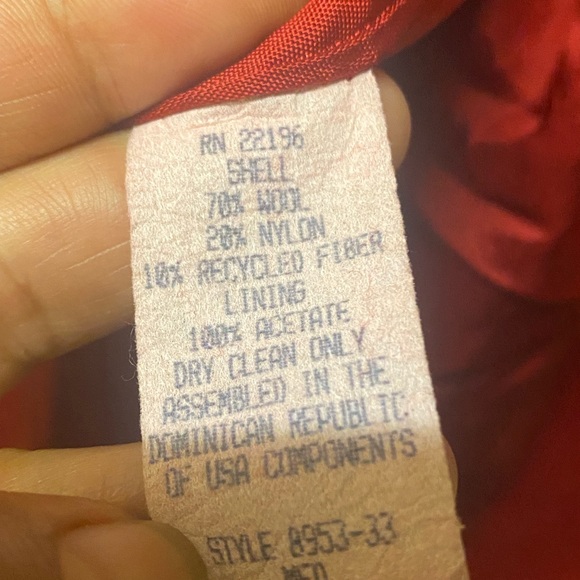 RN 22196
SHELL
70% WOOL
20% NYLON
10% RECYCLED FIBER
LINING
100% ACETATE
DRY CLEAN ONLY
ASSEMBLED IN THE
DOMINICAN REPUBLIC
OF USA COMPONENTS
STYLE 8953-33
MED